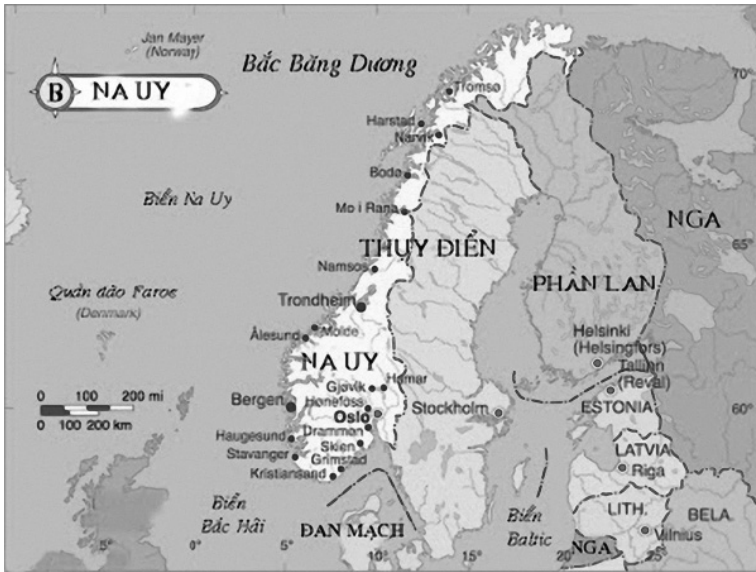 Jan Mayer
(Norway)
Bắc Băng Dương
B NA UY
70°
Tromsø
Harstad
Narvik
Bodø
Biển Na Uy
Mo i Rana
NGA
65°
THỤY ĐIỂN
Namsos
PHẦN LAN
Quần đảo Faroe
(Denmark)
Trondheim
Molde
Ålesund
Helsinki
(Helsingfors)
NA UY
Tallinn
(Reval)
Gjøvik
Hamar
0 100 200 mi
0 100 200 km
Bergen
Hønefoss
Oslo
Stockholm
ESTONIA
60°
Drammen
Haugesund
Skien
LATVIA
Stavanger
Grimstad
Riga
Kristiansand
Biển
Bắc Hải
ĐAN MẠCH
Biển
Baltic
LITH.
BELA
Vilnius
NGA
15°
10°
5°
0°
5°
10°
15°
20°
25°